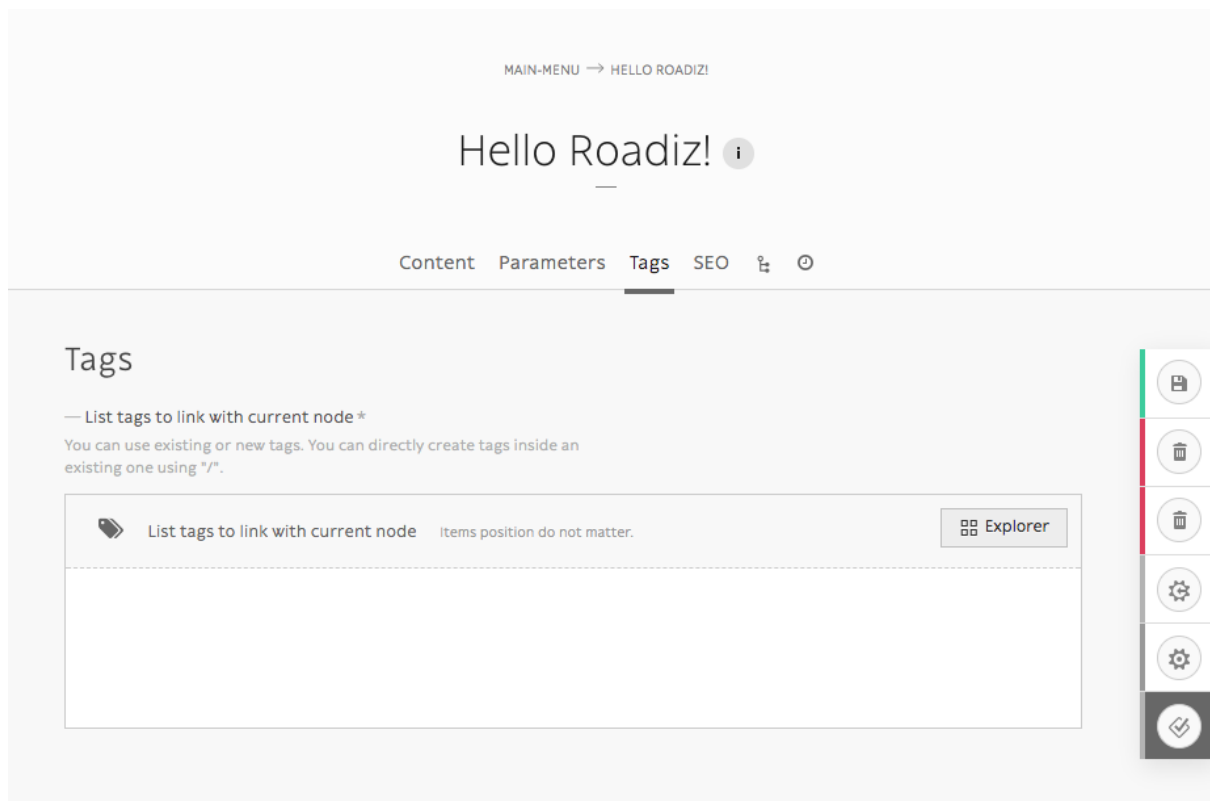 MAIN-MENU → HELLO ROADIZ!
Hello Roadiz! i
Content Parameters Tags SEO
Tags
— List tags to link with current node *
You can use existing or new tags. You can directly create tags inside an
existing one using "/".
List tags to link with current node Items position do not matter. Explorer